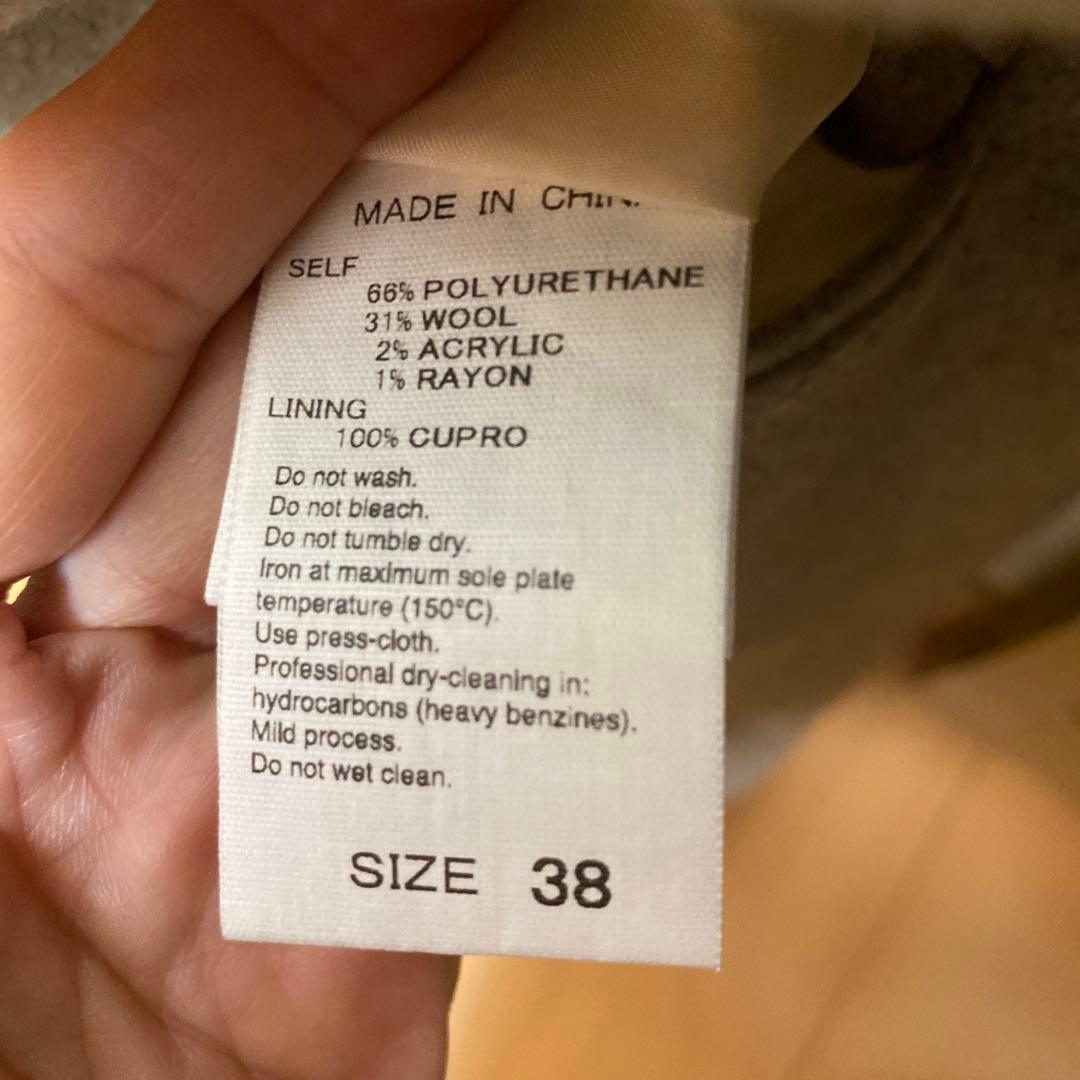 MADE IN CHIN
SELF
66% POLYURETHANE
31% WOOL
2% ACRYLIC
1% RAYON
LINING
100% CUPRO
Do not wash.
Do not bleach.
Do not tumble dry.
Iron at maximum sole plate
temperature (150°C).
Use press-cloth.
Professional dry-cleaning in:
hydrocarbons (heavy benzines).
Mild process.
Do not wet clean.
SIZE 38